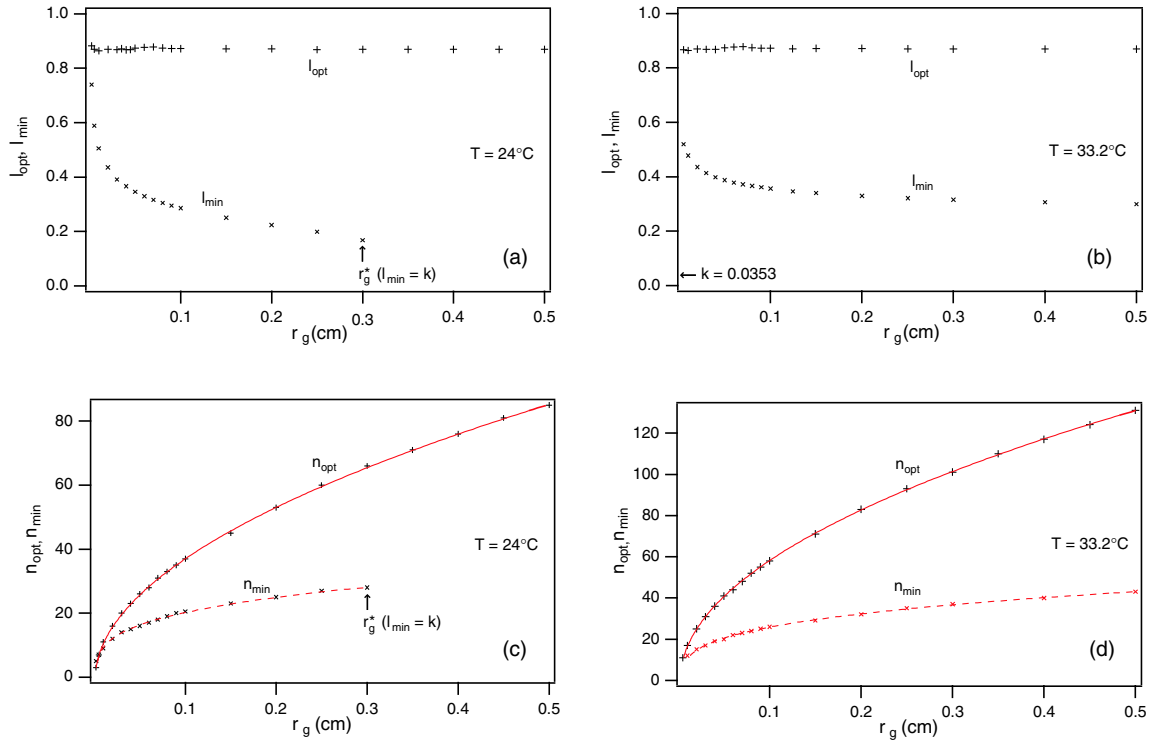 1.0
0.8
0.6
0.4
0.2
0.0
l_opt, l_min
l_opt
T = 24°C
l_min
r_g^* (l_min = k)
(a)
0.1 0.2 0.3 0.4 0.5
r_g (cm)
1.0
0.8
0.6
0.4
0.2
0.0
l_opt, l_min
l_opt
T = 33.2°C
l_min
k = 0.0353
(b)
0.1 0.2 0.3 0.4 0.5
r_g (cm)
80
60
40
20
0
n_opt, n_min
n_opt
T = 24°C
n_min
r_g^* (l_min = k)
(c)
0.1 0.2 0.3 0.4 0.5
r_g (cm)
120
100
80
60
40
20
0
n_opt, n_min
n_opt
T = 33.2°C
n_min
(d)
0.1 0.2 0.3 0.4 0.5
r_g (cm)